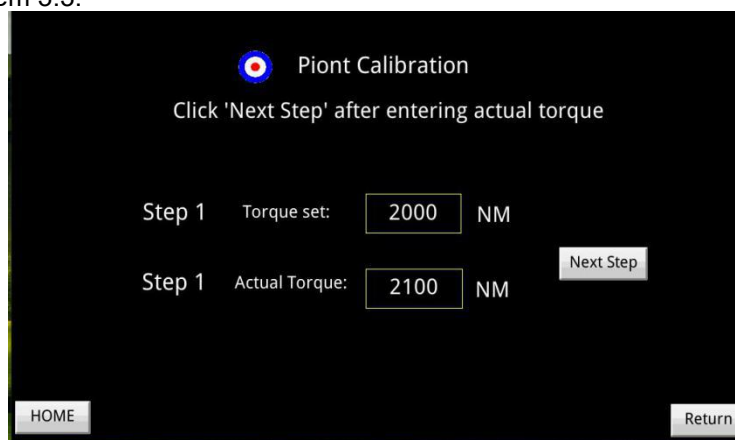 Piont Calibration
Click 'Next Step' after entering actual torque
Step 1 Torque set: 2000 NM
Next Step
Step 1 Actual Torque: 2100 NM
HOME
Return